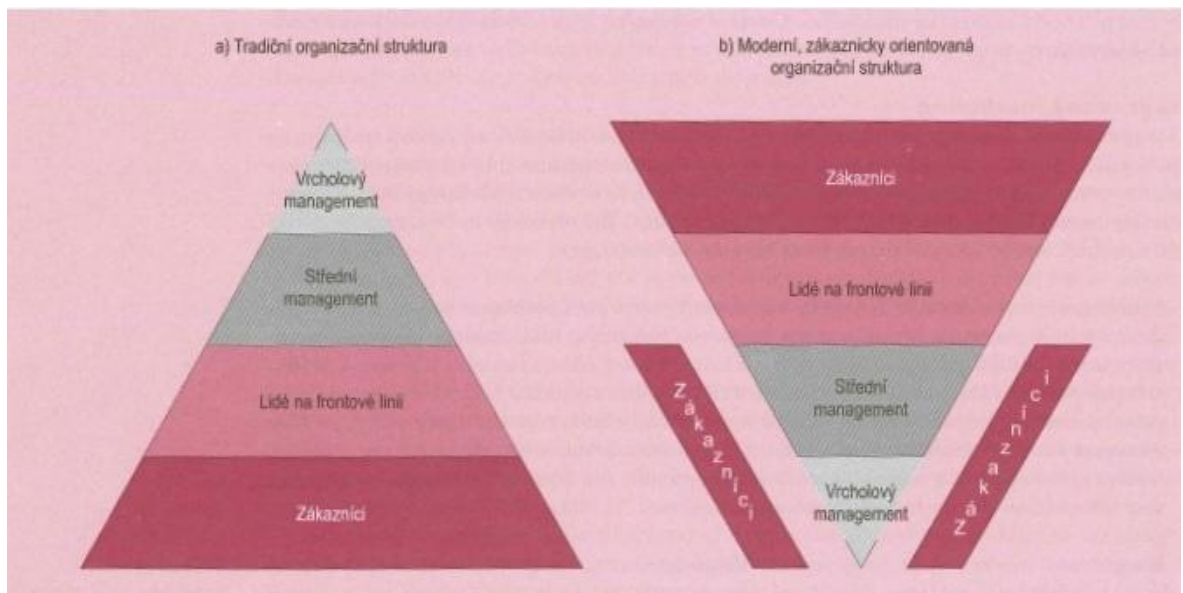 a) Tradiční organizační struktura
Vrcholový
management
Střední
management
Lidé na frontové linii
Zákazníci
b) Moderní, zákaznicky orientovaná
organizační struktura
Zákazníci
Lidé na frontové linii
Střední
management
Vrcholový
management
Zákazníci
Zákazníci